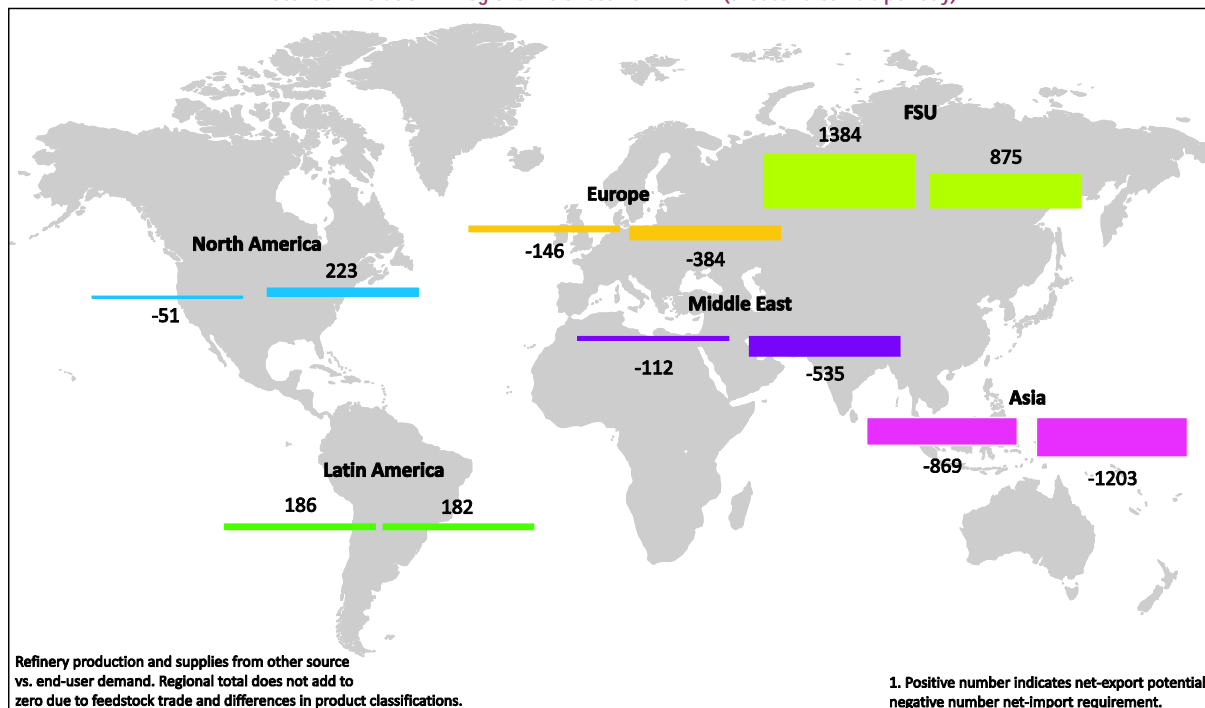 FSU
1384
875
Europe
-146
-384
North America
223
-51
Middle East
-112
-535
Asia
-869
-1203
Latin America
186
182
Refinery production and supplies from other source
vs. end-user demand. Regional total does not add to
zero due to feedstock trade and differences in product classifications.
1. Positive number indicates net-export potential
negative number net-import requirement.